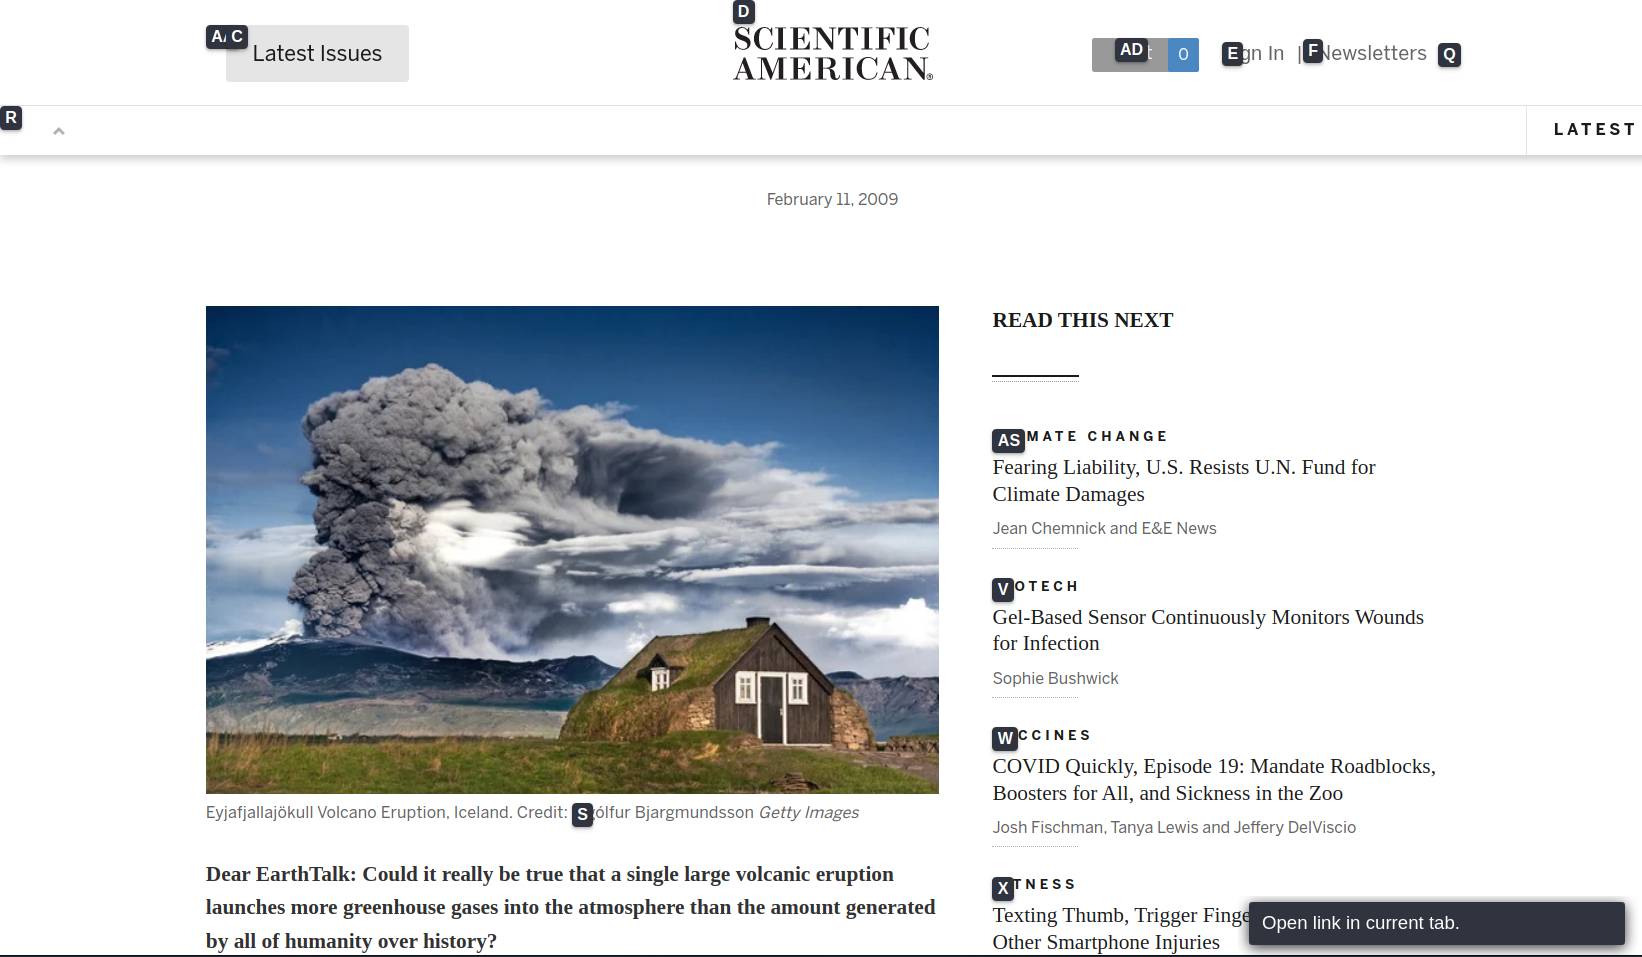 AA C
Latest Issues
D
SCIENTIFIC
AMERICAN®
AD t 0
E gn In | F Newsletters Q
R
LATEST
February 11, 2009
READ THIS NEXT
AS MATE CHANGE
Fearing Liability, U.S. Resists U.N. Fund for
Climate Damages
Jean Chemnick and E&E News
V OTECH
Gel-Based Sensor Continuously Monitors Wounds
for Infection
Sophie Bushwick
W CCINES
COVID Quickly, Episode 19: Mandate Roadblocks,
Boosters for All, and Sickness in the Zoo
Josh Fischman, Tanya Lewis and Jeffery DelViscio
X TNESS
Texting Thumb, Trigger Finge
Other Smartphone Injuries
Eyjafjallajökull Volcano Eruption, Iceland. Credit: S gólfur Bjargmundsson Getty Images
Dear EarthTalk: Could it really be true that a single large volcanic eruption
launches more greenhouse gases into the atmosphere than the amount generated
by all of humanity over history?
Open link in current tab.